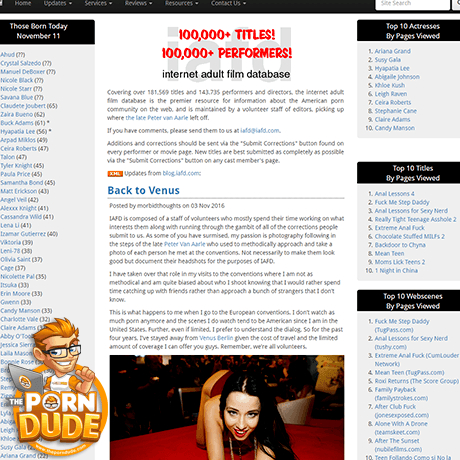 Home
Updates
Services
Reviews
Resources
Contact Us
Site Search
Those Born Today
November 11
Ahud (??)
Crystal Salzedo (??)
Manuel DeBoxer (??)
Nicole Black (??)
Nicole Starr (??)
Vanessa Silva (??)
Claudete Joubert (65)
Zaira Bueno (62)
Buck Adams (61) *
Hyapatia Lee (56) *
Arpad Miklos (49) *
Ceira Roberts (47)
Talon (47)
Tyler Knight (45)
Paula Price (45)
Samantha Bond (45)
Matt Erickson (43)
Angel Veil (42)
Alexxx Knight (41)
Cassandra Wild (41)
Lena Li (41)
Izamar Gutierrez (40)
Viktoria (39)
Leni-78 (38)
Olivia Saint (37)
Cage (37)
Nicolette Pal (35)
Itsuka (33)
Erin Moore (33)
Gwenn (33)
Candy Manson (33)
Charlotte Vale (32)
iafd
100,000+ TITLES!
100,000+ PERFORMERS!
internet adult film database
Covering over 181,569 titles and 143,735 performers and directors, the internet adult
film database is the premier resource for information about the American porn
community on the web, and is maintained by a volunteer staff of editors, picking up
where the late Peter van Aarle left off.
If you have comments, please send them to us at iafd@iafd.com.
Additions and corrections should be sent via the "Submit Corrections" button found on
every performer or movie page. New titles are best submitted as completely as possible
via the "Submit Corrections" button on any cast member's page.
XML Updates from blog.iafd.com:
Back to Venus
Posted by morbidthoughts on 03 Nov 2016
IAFD is composed of a staff of volunteers who mostly spend their time working on what
interests them along with running through the gambit of all of the corrections people
submit to us. As some of you have surmised, my passion is photography following in
the steps of the late Peter Van Aarle who used to methodically approach and take a
photo of each person he met at the conventions. Not necessarily to make them look
good but document their headshots for the purposes of IAFD.
I have taken over that role in my visits to the conventions where I am not as
methodical and am quite biased about who I shoot knowing that I would rather spend
time catching up with friends rather than approach a bunch of strangers that I don't
know.
This is what happens to me when I go to the European conventions. I don't watch as
much porn anymore and the scenes I do watch tend to be American since I am in the
United States. Further, even if limited, I prefer to understand the dialog. So for the past
four years, I've stayed away from Venus Berlin given the cost of travel and the limited
amount of coverage I can offer you guys. Remember, we're all volunteers.
Top 10 Actresses
By Pages Viewed
1. Ariana Grand
2. Susy Gala
3. Hyapatia Lee
4. Abigaile Johnson
5. Khloe Kush
6. Leigh Raven
7. Ceira Roberts
8. Stephanie Cane
9. Claire Adams
10. Candy Manson
Top 10 Titles
By Pages Viewed
1. Anal Lessons 4
2. Fuck Me Step Daddy
3. Anal Lessons for Sexy Nerd
4. Really Tight Teenage Asshole 2
5. Extreme Anal Fuck
6. Chocolate Stuffed MILFs 2
7. Backdoor to Chyna
8. Mean Teen
9. Moms Lick Teens 2
10. 1 Night in China
Top 10 Webscenes
By Pages Viewed
1. Fuck Me Step Daddy
(TugPass.com)
2. Anal Lessons for Sexy Nerd
(tushy.com)
3. Extreme Anal Fuck (CumLouder
Network)
4. Mean Teen (TugPass.com)
5. Roxi Returns (The Score Group)
6. Family Payback
(familystrokes.com)
7. After Club Fuck
(jonesexposed.com)
8. Alone With A Drone
(teamskeet.com)
9. After The Sunset
(nubilefilms.com)
10. Teen Follando Como si No la
THE PORN DUDE